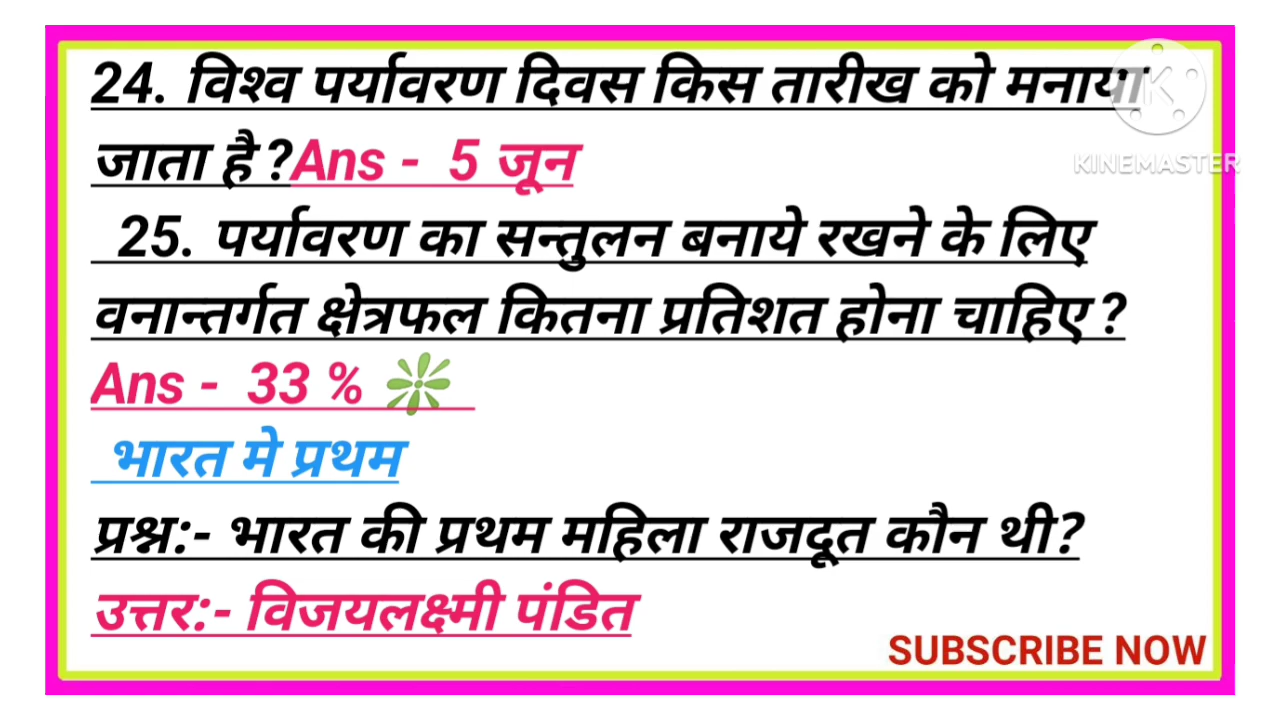 24. विश्व पर्यावरण दिवस किस तारीख को मनाया
जाता है ?Ans - 5 जून
KINEMASTER
25. पर्यावरण का सन्तुलन बनाये रखने के लिए
वनान्तर्गत क्षेत्रफल कितना प्रतिशत होना चाहिए ?
Ans - 33 %
भारत मे प्रथम
प्रश्न:- भारत की प्रथम महिला राजदूत कौन थी?
उत्तर:- विजयलक्ष्मी पंडित
SUBSCRIBE NOW